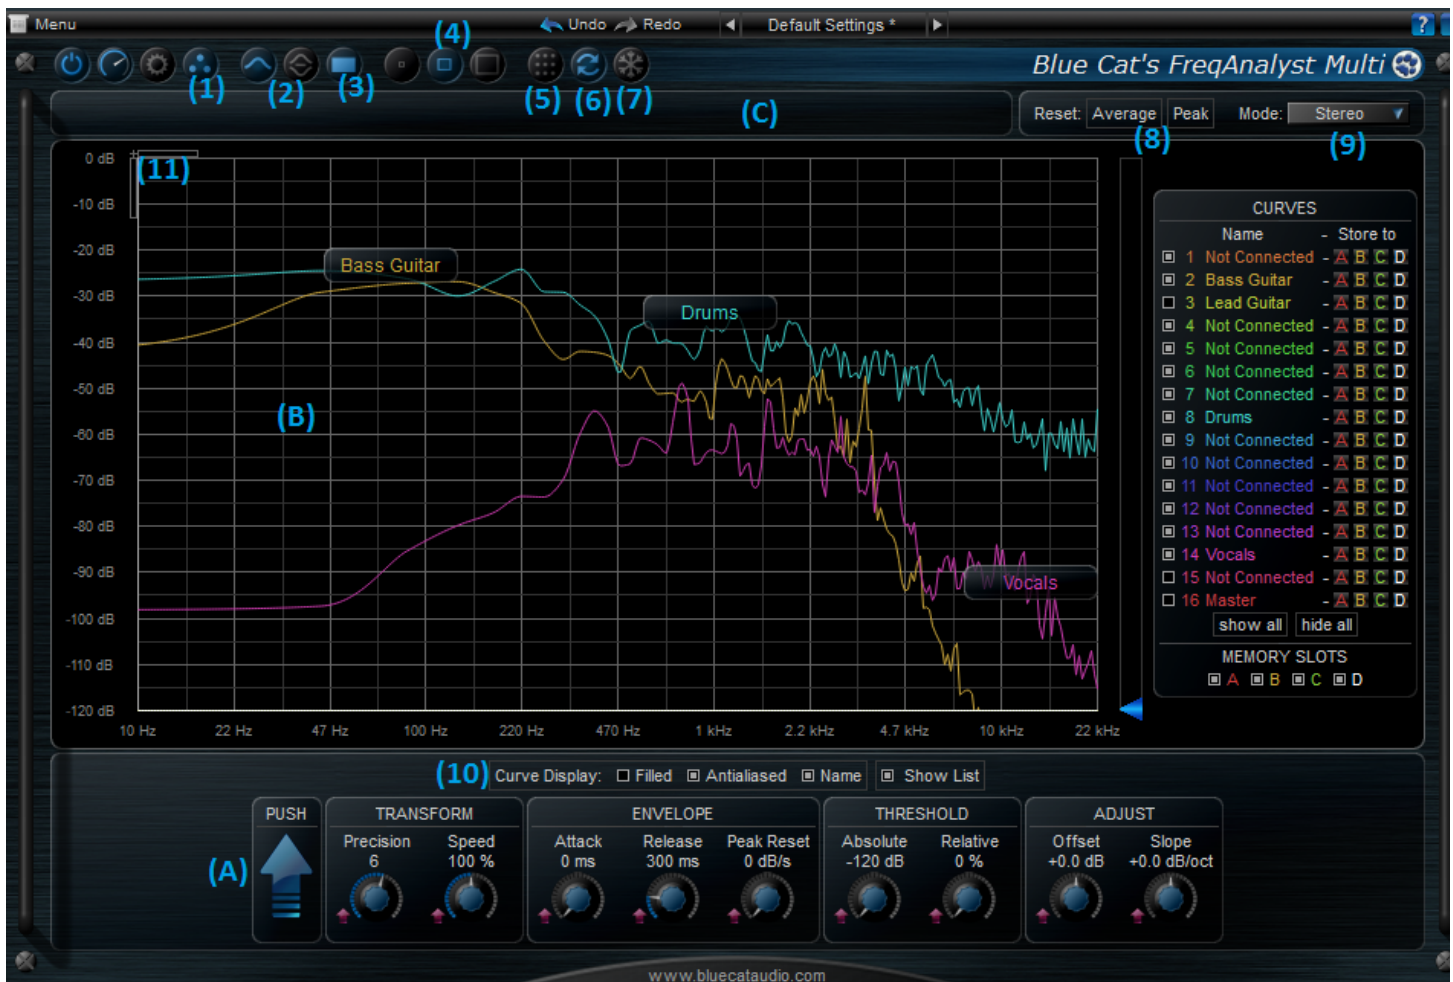 Menu Undo Redo Default Settings * ?
(4)
Blue Cat's FreqAnalyst Multi
(1) (2) (3) (5) (6) (7)
(C)
Reset: Average Peak Mode: Stereo
(8) (9)
(11)
0 dB
-10 dB
-20 dB
-30 dB
-40 dB
-50 dB
-60 dB
-70 dB
-80 dB
-90 dB
-100 dB
-110 dB
-120 dB
Bass Guitar
Drums
(B)
Vocals
10 Hz 22 Hz 47 Hz 100 Hz 220 Hz 470 Hz 1 kHz 2.2 kHz 4.7 kHz 10 kHz 22 kHz
CURVES
Name - Store to
1 Not Connected - A B C D
2 Bass Guitar - A B C D
3 Lead Guitar - A B C D
4 Not Connected - A B C D
5 Not Connected - A B C D
6 Not Connected - A B C D
7 Not Connected - A B C D
8 Drums - A B C D
9 Not Connected - A B C D
10 Not Connected - A B C D
11 Not Connected - A B C D
12 Not Connected - A B C D
13 Not Connected - A B C D
14 Vocals - A B C D
15 Not Connected - A B C D
16 Master - A B C D
show all hide all
MEMORY SLOTS
A B C D
(10) Curve Display: Filled Antialiased Name Show List
(A)
PUSH
TRANSFORM
Precision Speed
6 100 %
ENVELOPE
Attack Release Peak Reset
0 ms 300 ms 0 dB/s
THRESHOLD
Absolute Relative
-120 dB 0 %
ADJUST
Offset Slope
+0.0 dB +0.0 dB/oct
www.bluecataudio.com